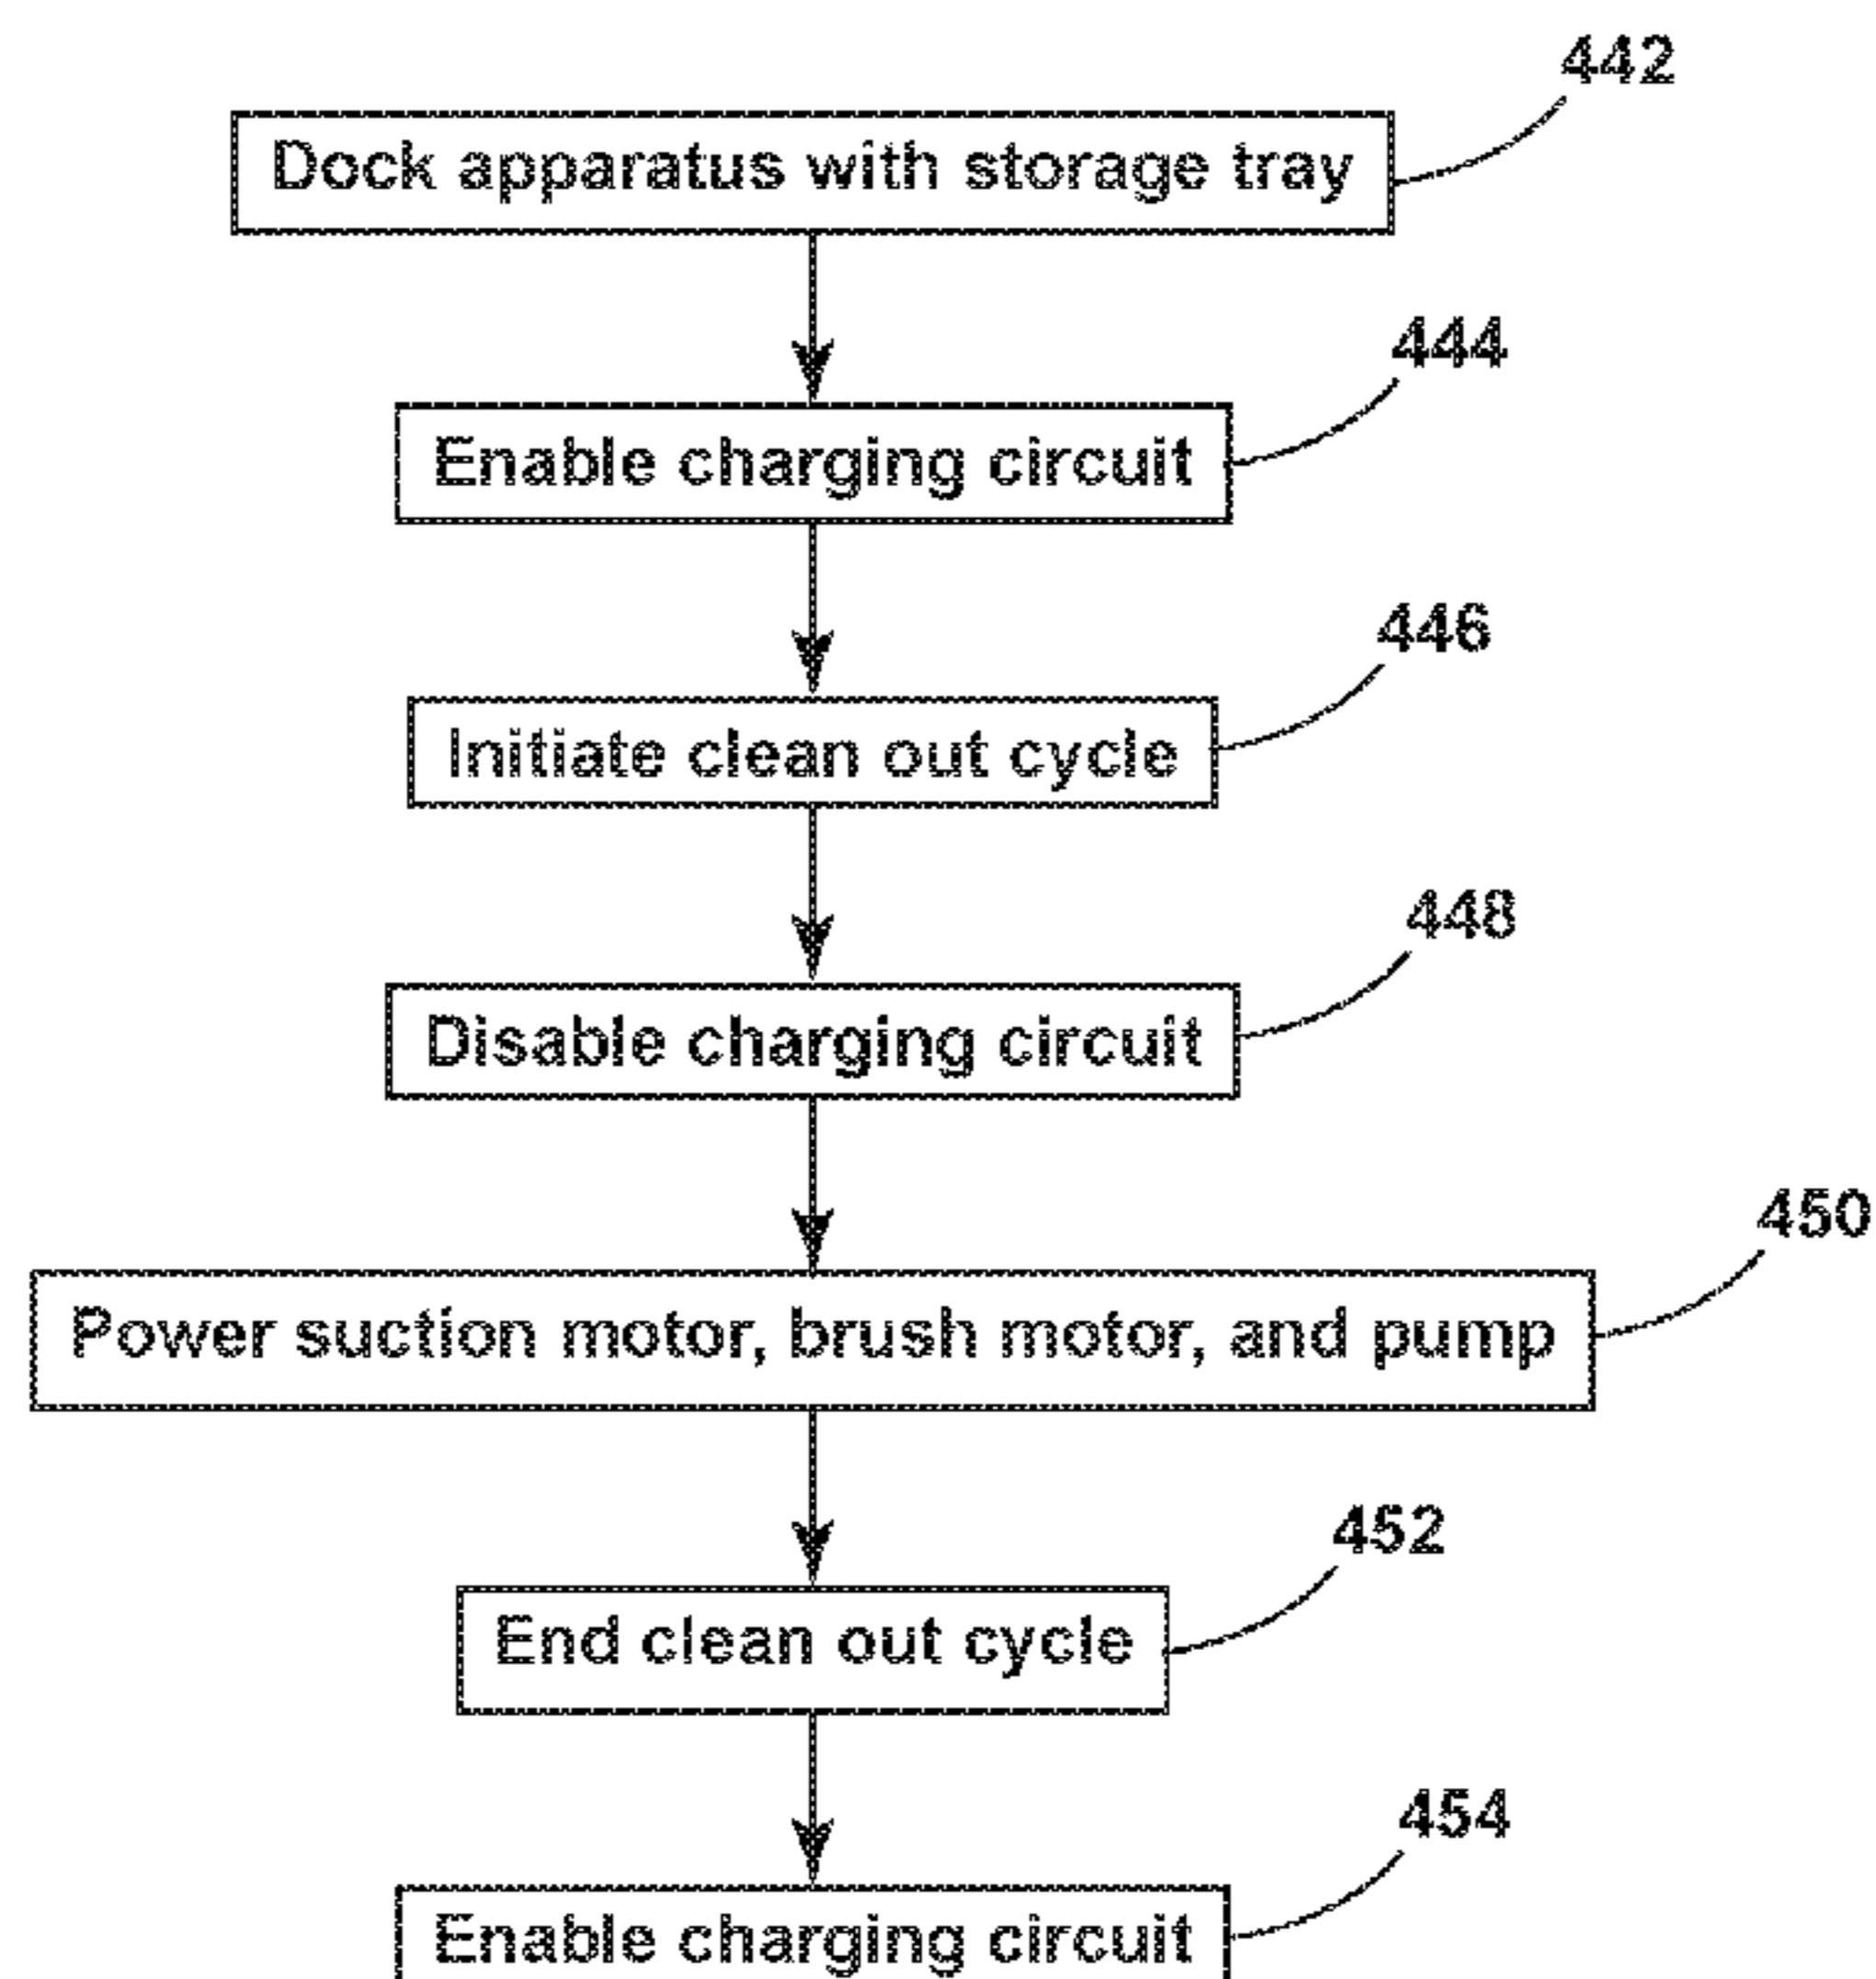 442
Dock apparatus with storage tray
444
Enable charging circuit
446
Initiate clean out cycle
448
Disable charging circuit
450
Power suction motor, brush motor, and pump
452
End clean out cycle
454
Enable charging circuit